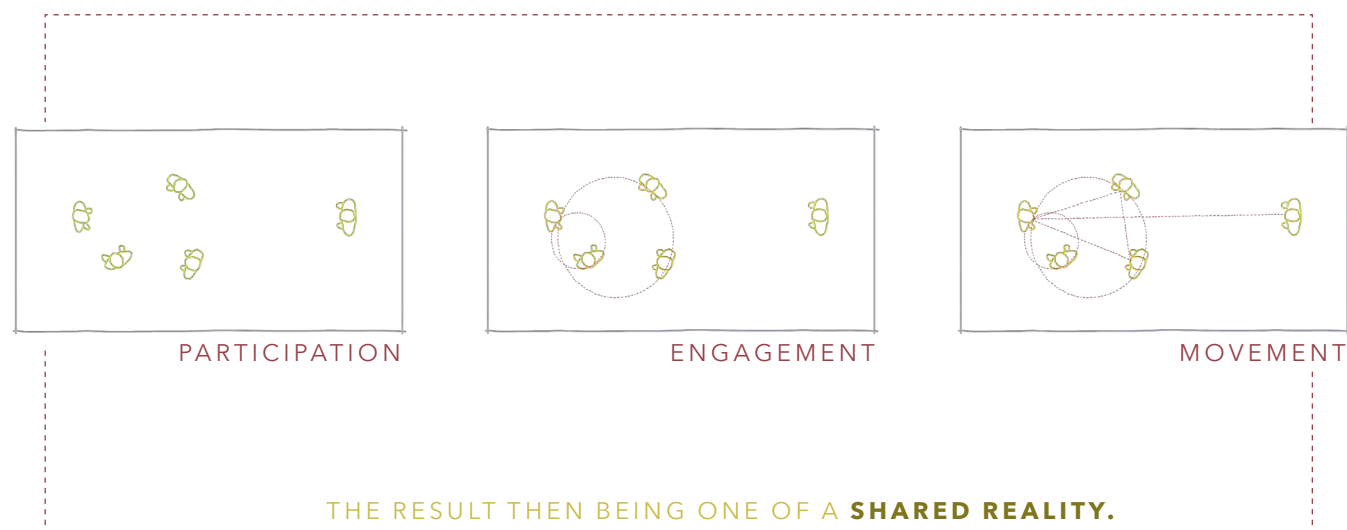 PARTICIPATION
ENGAGEMENT
MOVEMENT
THE RESULT THEN BEING ONE OF A SHARED REALITY.